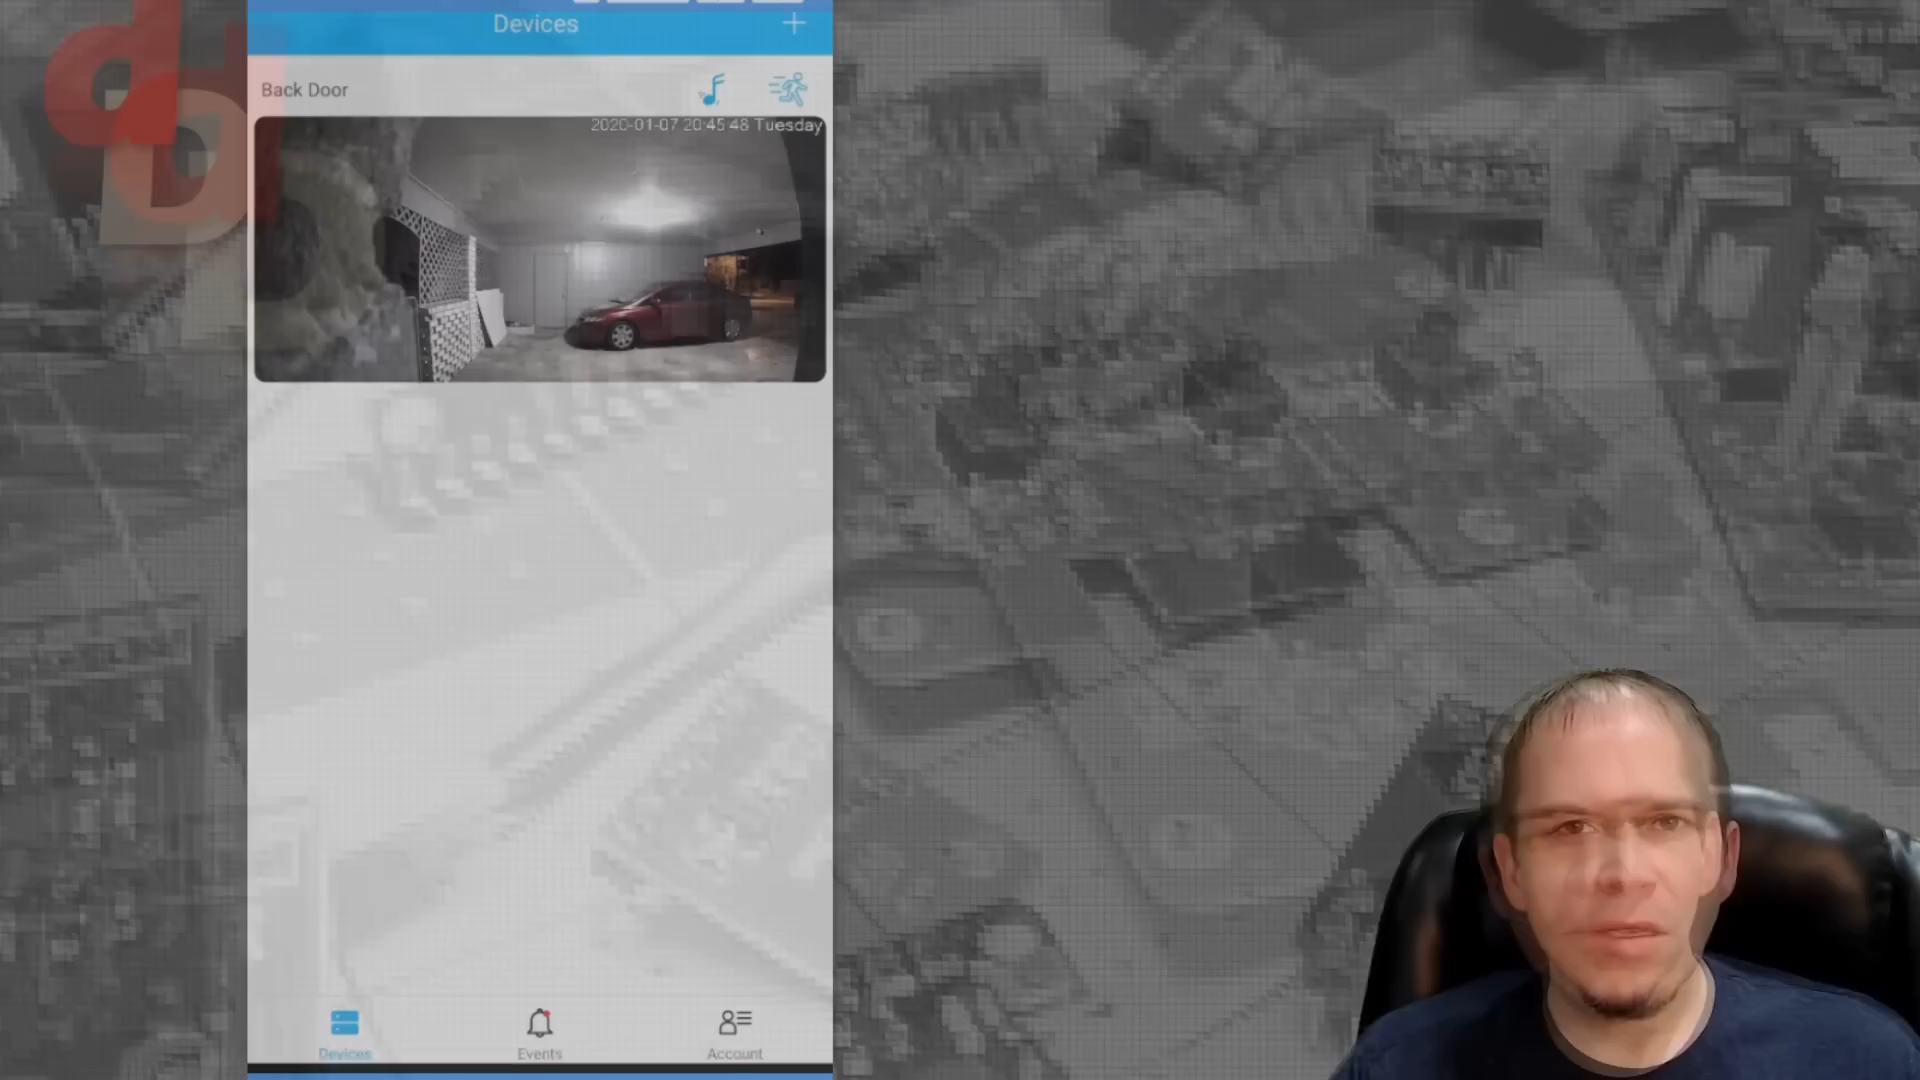 Devices +
Back Door
2020-01-07 20:45:48 Tuesday
Devices Events Account